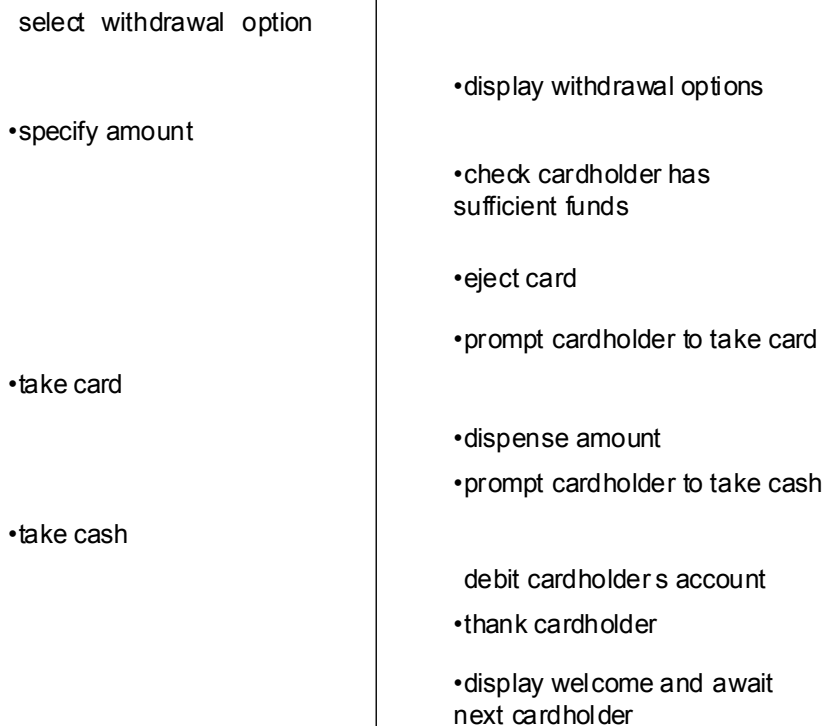 select withdrawal option
•display withdrawal options
•specify amount
•check cardholder has
sufficient funds
•eject card
•prompt cardholder to take card
•take card
•dispense amount
•prompt cardholder to take cash
•take cash
debit cardholder s account
•thank cardholder
•display welcome and await
next cardholder